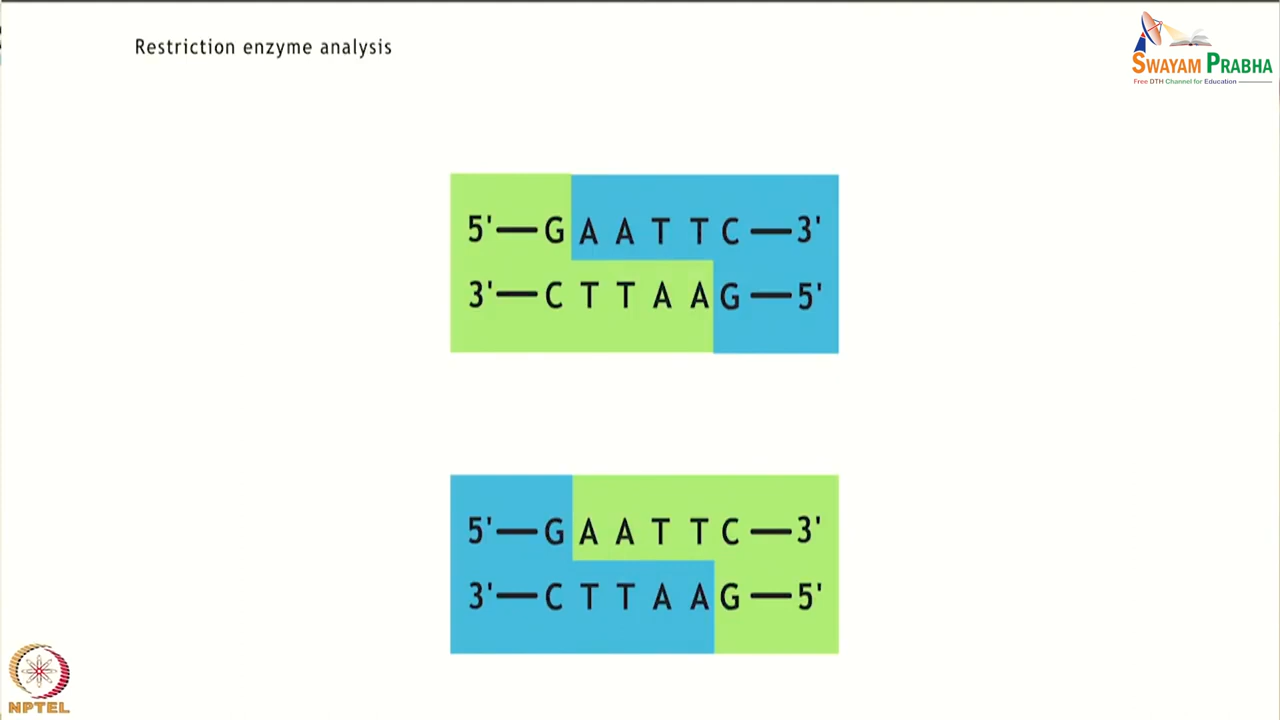 Restriction enzyme analysis
SWAYAM PRABHA
Free DTH Channel for Education
5'—G A A T T C—3'
3'—C T T A A G—5'
5'—G A A T T C—3'
3'—C T T A A G—5'
NPTEL